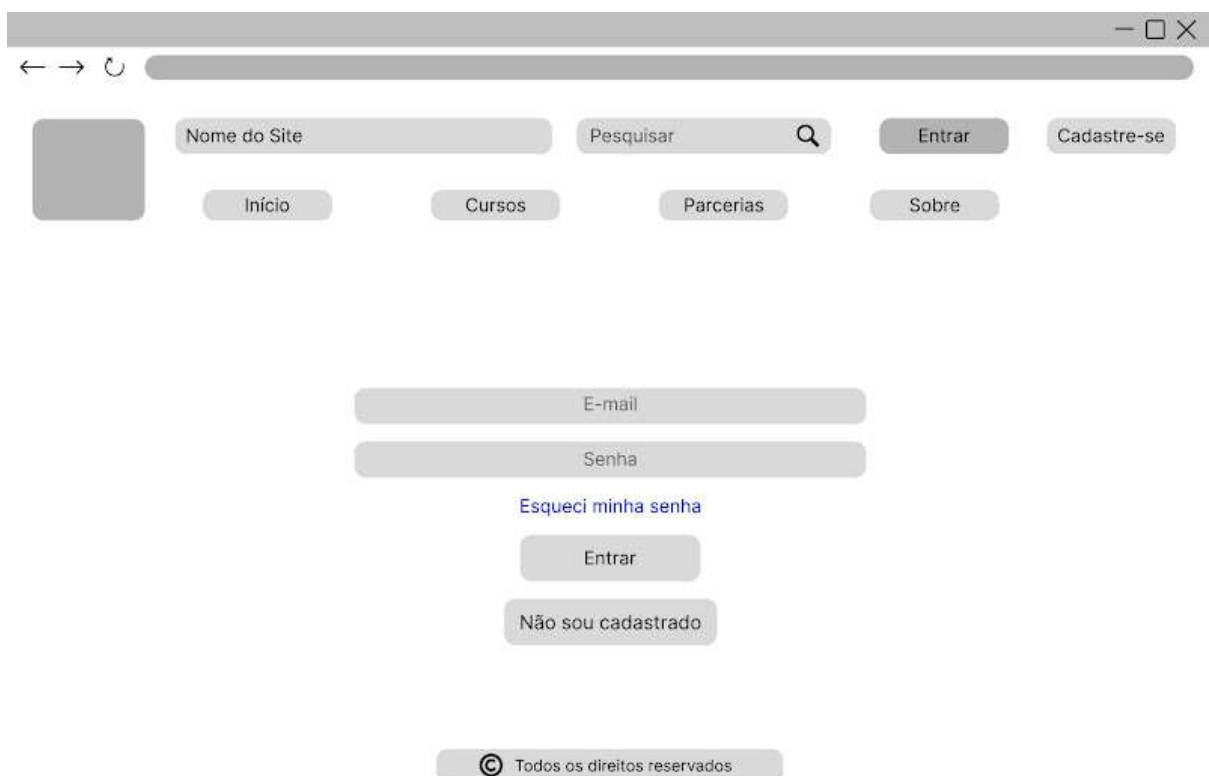 Nome do Site
Pesquisar
Entrar
Cadastre-se
Início
Cursos
Parcerias
Sobre
E-mail
Senha
Esqueci minha senha
Entrar
Não sou cadastrado
© Todos os direitos reservados